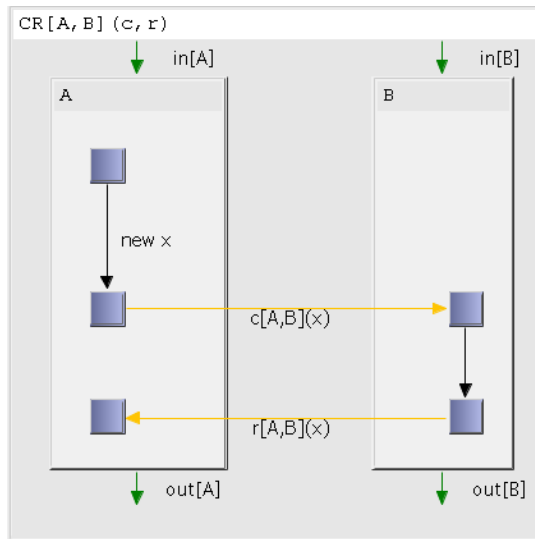 CR[A,B](c,r)
in[A] in[B]
A B
new x
c[A,B](x)
r[A,B](x)
out[A] out[B]